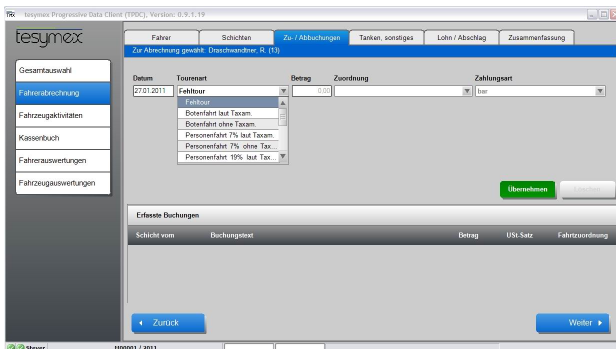 tesymex Progressive Data Client (TPDC), Version: 0.9.1.19
tesymex
Fahrer
Schichten
Zu- / Abbuchungen
Tanken, sonstiges
Lohn / Abschlag
Zusammenfassung
Zur Abrechnung gewählt: Draschwandtner, R. (13)
Gesamtauswahl
Fahrerabrechnung
Fahrzeugaktivitäten
Kassenbuch
Fahrerauswertungen
Fahrzeugauswertungen
Datum Tourenart Betrag Zuordnung Zahlungsart
27.01.2011 Fehltour 0,00 bar
Fehltour
Botenfahrt laut Taxam.
Botenfahrt ohne Taxam.
Personenfahrt 7% laut Taxam.
Personenfahrt 7% ohne Tax...
Personenfahrt 19% laut Tax...
Übernehmen
Löschen
Erfasste Buchungen
Schicht vom Buchungstext Betrag USt-Satz Fahrtzuordnung
Zurück
Weiter